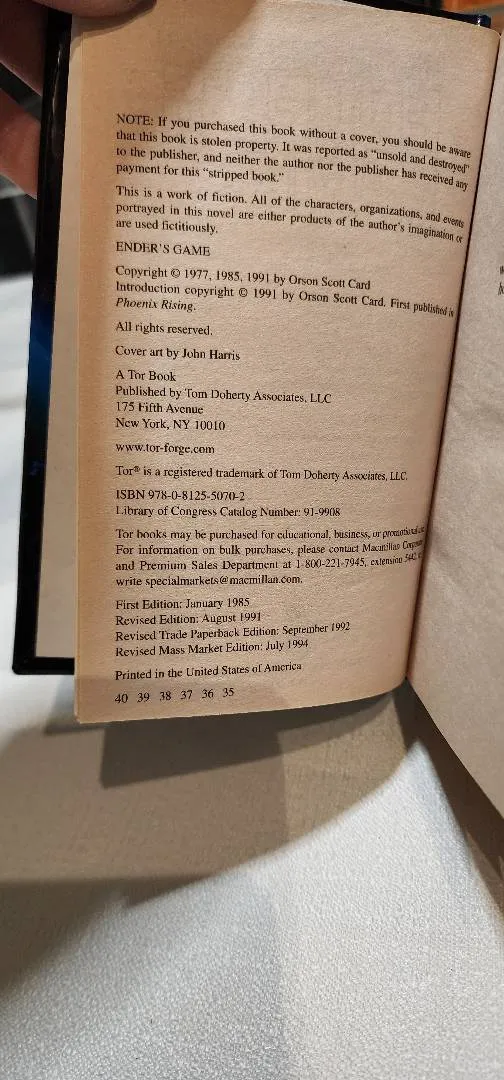 NOTE: If you purchased this book without a cover, you should be aware
that this book is stolen property. It was reported as "unsold and destroyed"
to the publisher, and neither the author nor the publisher has received any
payment for this "stripped book."
This is a work of fiction. All of the characters, organizations, and events
portrayed in this novel are either products of the author's imagination or
are used fictitiously.
ENDER'S GAME
Copyright © 1977, 1985, 1991 by Orson Scott Card
Introduction copyright © 1991 by Orson Scott Card. First published in
Phoenix Rising.
All rights reserved.
Cover art by John Harris
A Tor Book
Published by Tom Doherty Associates, LLC
175 Fifth Avenue
New York, NY 10010
www.tor-forge.com
Tor® is a registered trademark of Tom Doherty Associates, LLC.
ISBN 978-0-8125-5070-2
Library of Congress Catalog Number: 91-9908
Tor books may be purchased for educational, business, or promotional
For information on bulk purchases, please contact Macmillan
and Premium Sales Department at 1-800-221-7945, extension
write specialmarkets@macmillan.com.
First Edition: January 1985
Revised Edition: August 1991
Revised Trade Paperback Edition: September 1992
Revised Mass Market Edition: July 1994
Printed in the United States of America
40 39 38 37 36 35